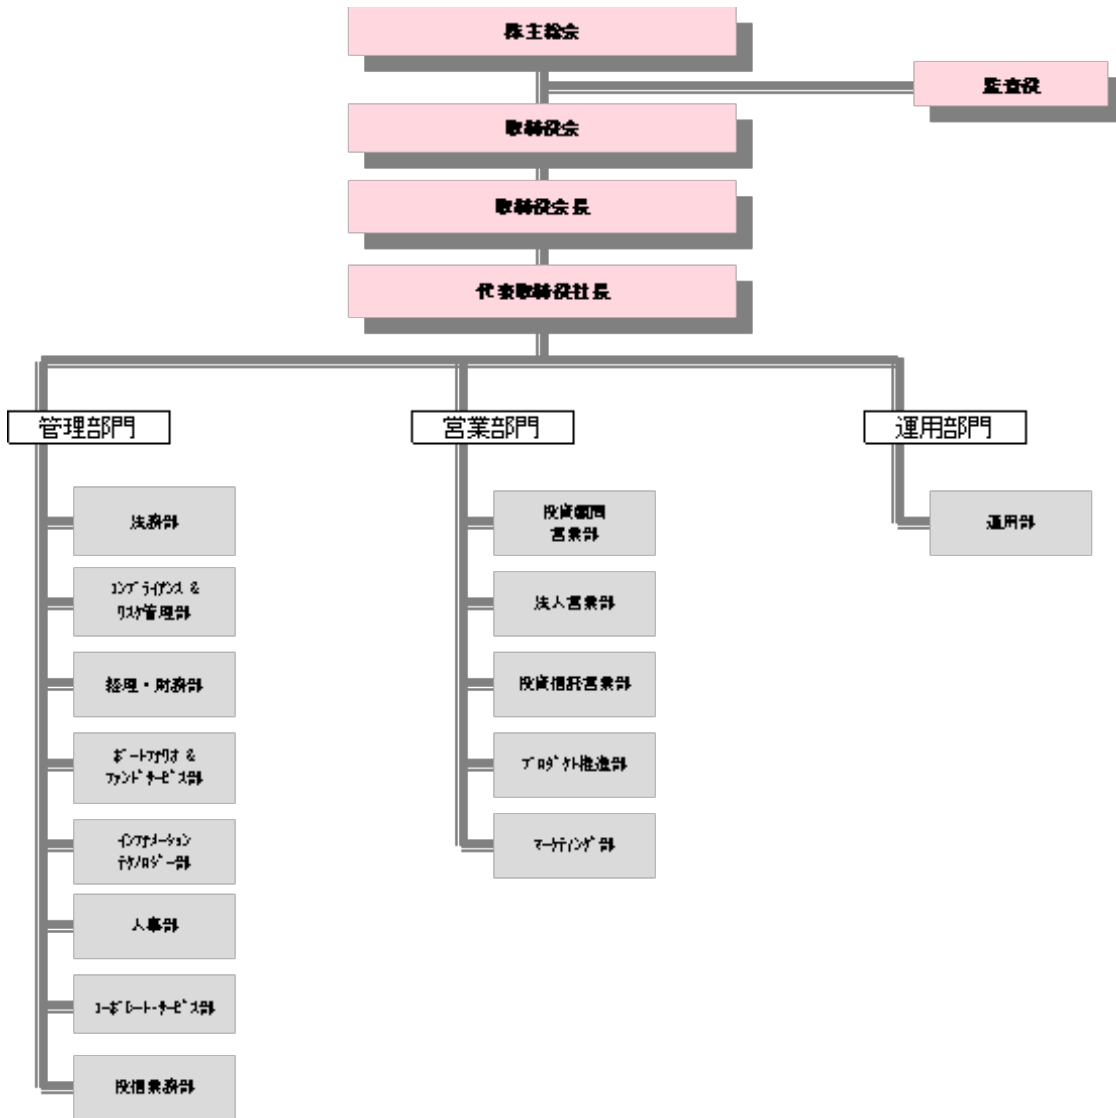 株主総会
監査役
取締役会
取締役会長
代表取締役社長
管理部門
営業部門
運用部門
法務部
ｺﾝﾌﾟﾗｲｱﾝｽ &
ﾘｽｸ管理部
経理・財務部
ﾎﾟｰﾄﾌｫﾘｵ &
ﾌｧﾝﾄﾞｻｰﾋﾞｽ部
ｲﾝﾌｫﾒｰｼｮﾝ
ﾃｸﾉﾛｼﾞｰ部
人事部
ｺｰﾎﾟﾚｰﾄ･ｻｰﾋﾞｽ部
投信業務部
投資顧問
営業部
法人営業部
投資信託営業部
ﾌﾟﾛﾀﾞｸﾄ推進部
ﾏｰｹﾃｨﾝｸﾞ部
運用部